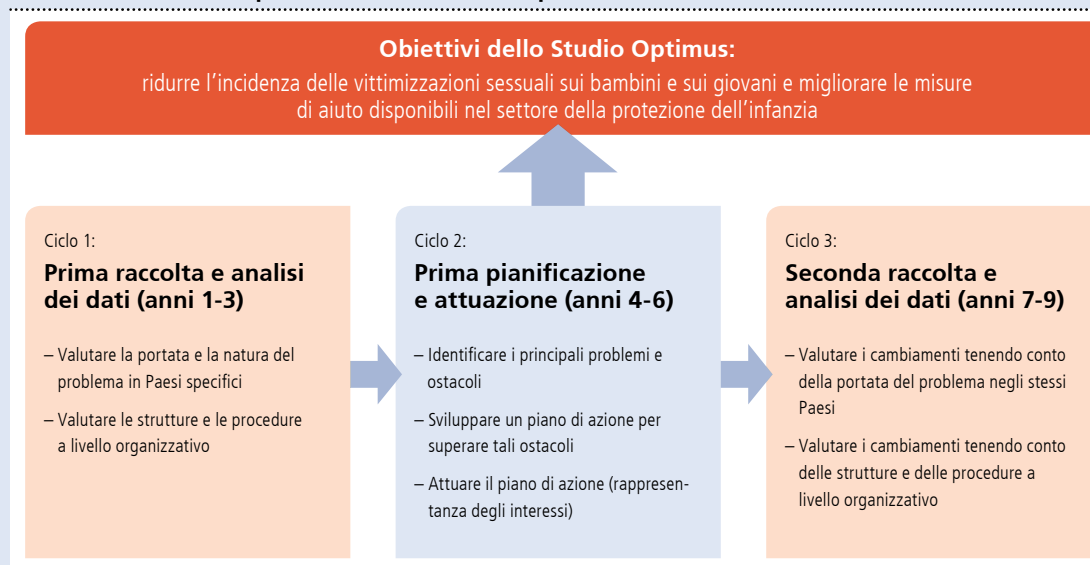 Obiettivi dello Studio Optimus:
ridurre l'incidenza delle vittimizzazioni sessuali sui bambini e sui giovani e migliorare le misure
di aiuto disponibili nel settore della protezione dell'infanzia
Ciclo 1:
Prima raccolta e analisi
dei dati (anni 1-3)
– Valutare la portata e la natura del
problema in Paesi specifici
– Valutare le strutture e le procedure
a livello organizzativo
Ciclo 2:
Prima pianificazione
e attuazione (anni 4-6)
– Identificare i principali problemi e
ostacoli
– Sviluppare un piano di azione per
superare tali ostacoli
– Attuare il piano di azione (rappresen-
tanza degli interessi)
Ciclo 3:
Seconda raccolta e
analisi dei dati (anni 7-9)
– Valutare i cambiamenti tenendo conto
della portata del problema negli stessi
Paesi
– Valutare i cambiamenti tenendo conto
delle strutture e delle procedure a
livello organizzativo